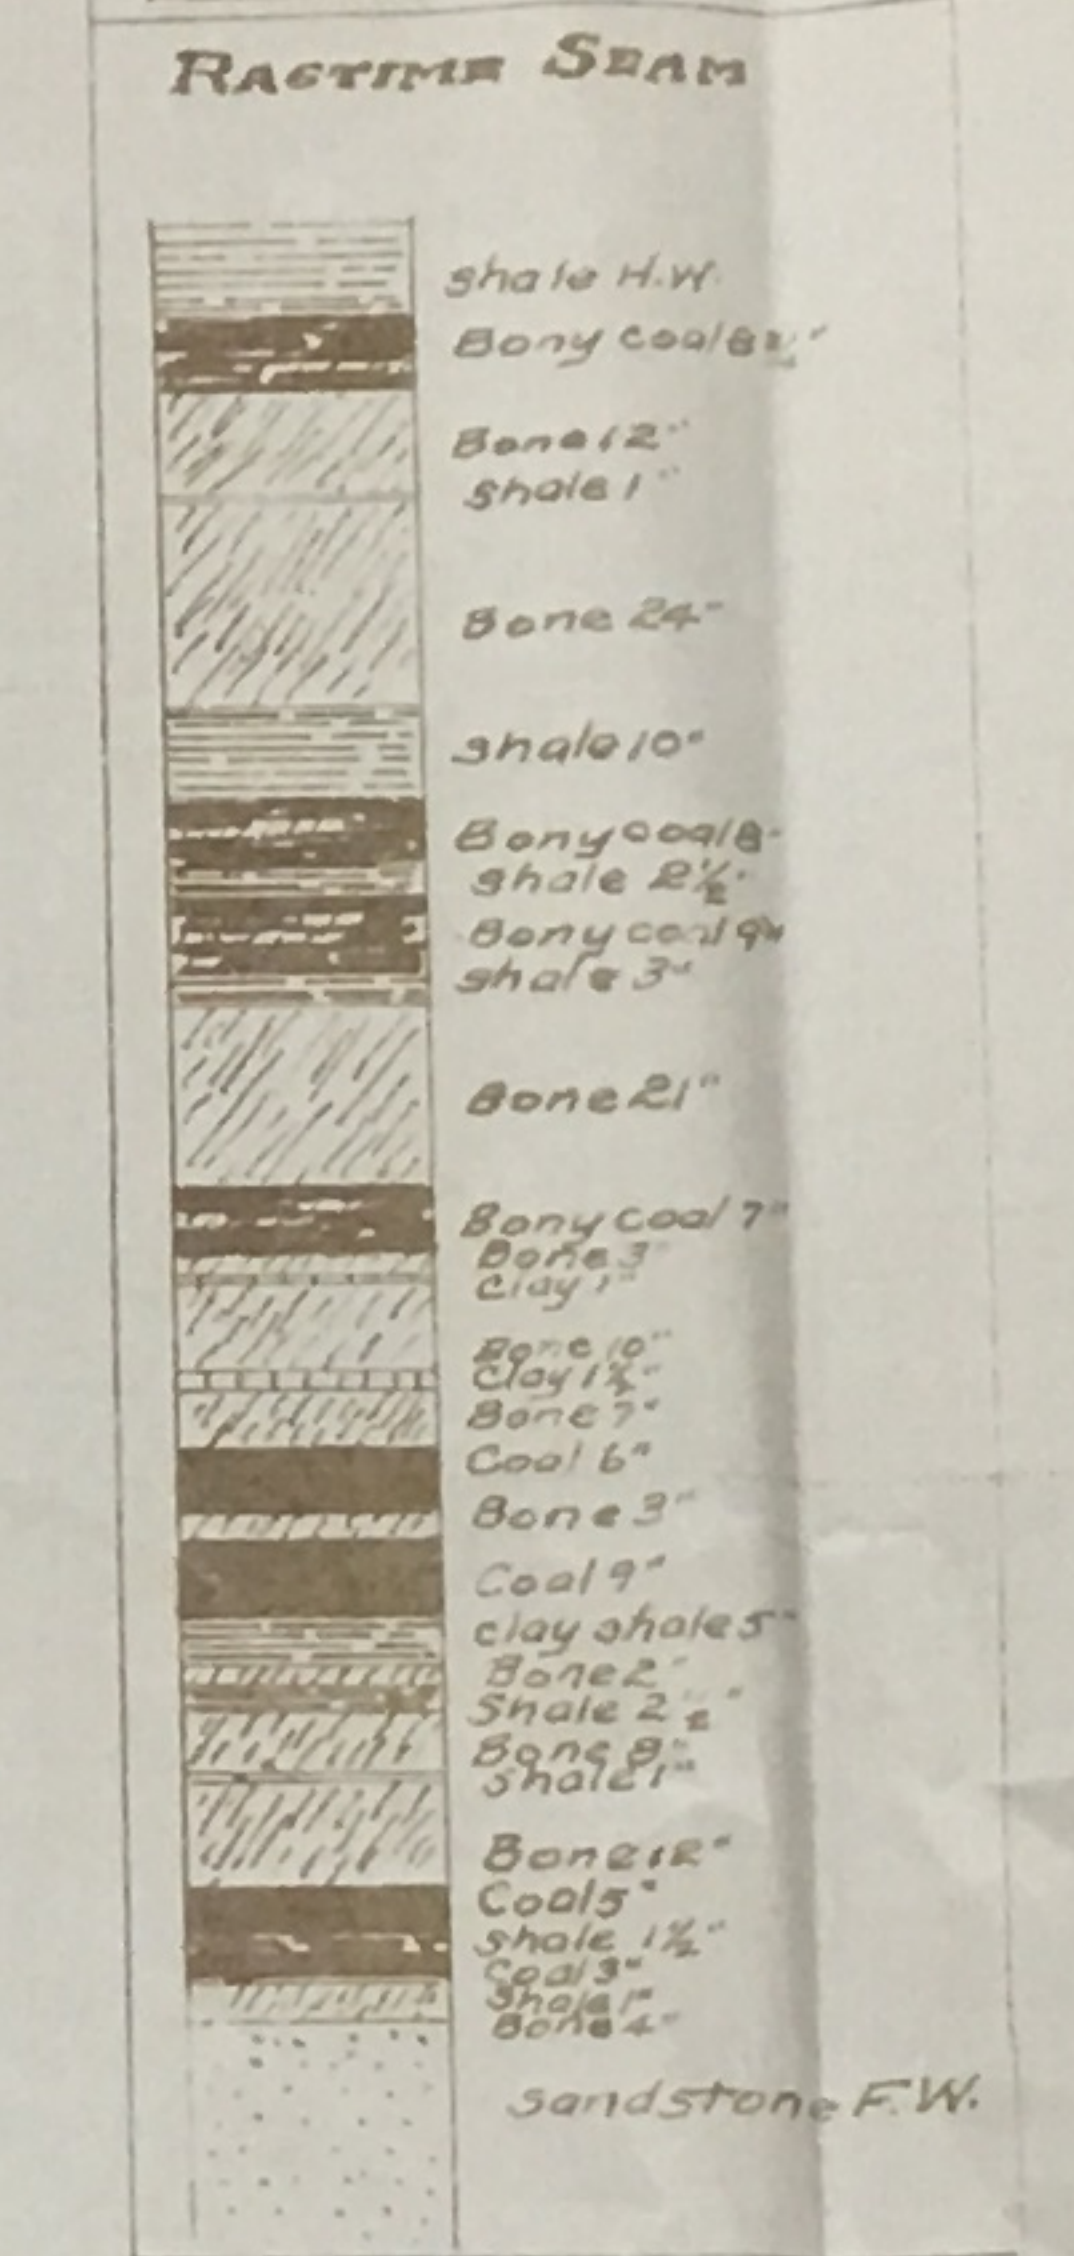 RAGTIME SEAM
shale H.W.
Bony coal 8½"
Bone 12"
shale 1"
Bone 24"
shale 10"
Bony coal 8"
shale 2½"
Bony coal 9"
shale 3"
Bone 21"
Bony coal 7"
Bone 3"
clay 1"
Bone 10"
Clay 1½"
Bone 7"
Coal 6"
Bone 3"
Coal 9"
clay shale 5"
Bone 2"
Shale 2½"
Bone 8"
shale 1"
Bone 12"
Coal 5"
shale 1½"
Coal 3"
Shale 1"
Bone 4"
sandstone F.W.